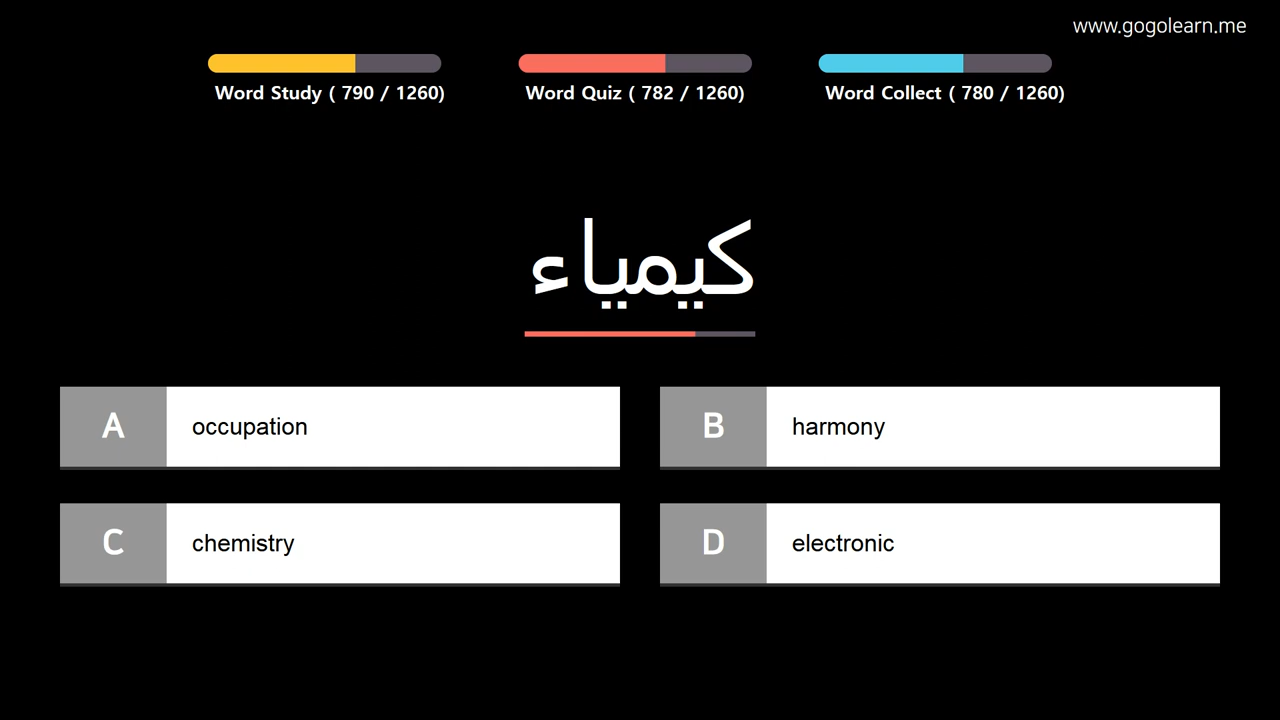 www.gogolearn.me
Word Study ( 790 / 1260)
Word Quiz ( 782 / 1260)
Word Collect ( 780 / 1260)
كيمياء
A occupation
B harmony
C chemistry
D electronic